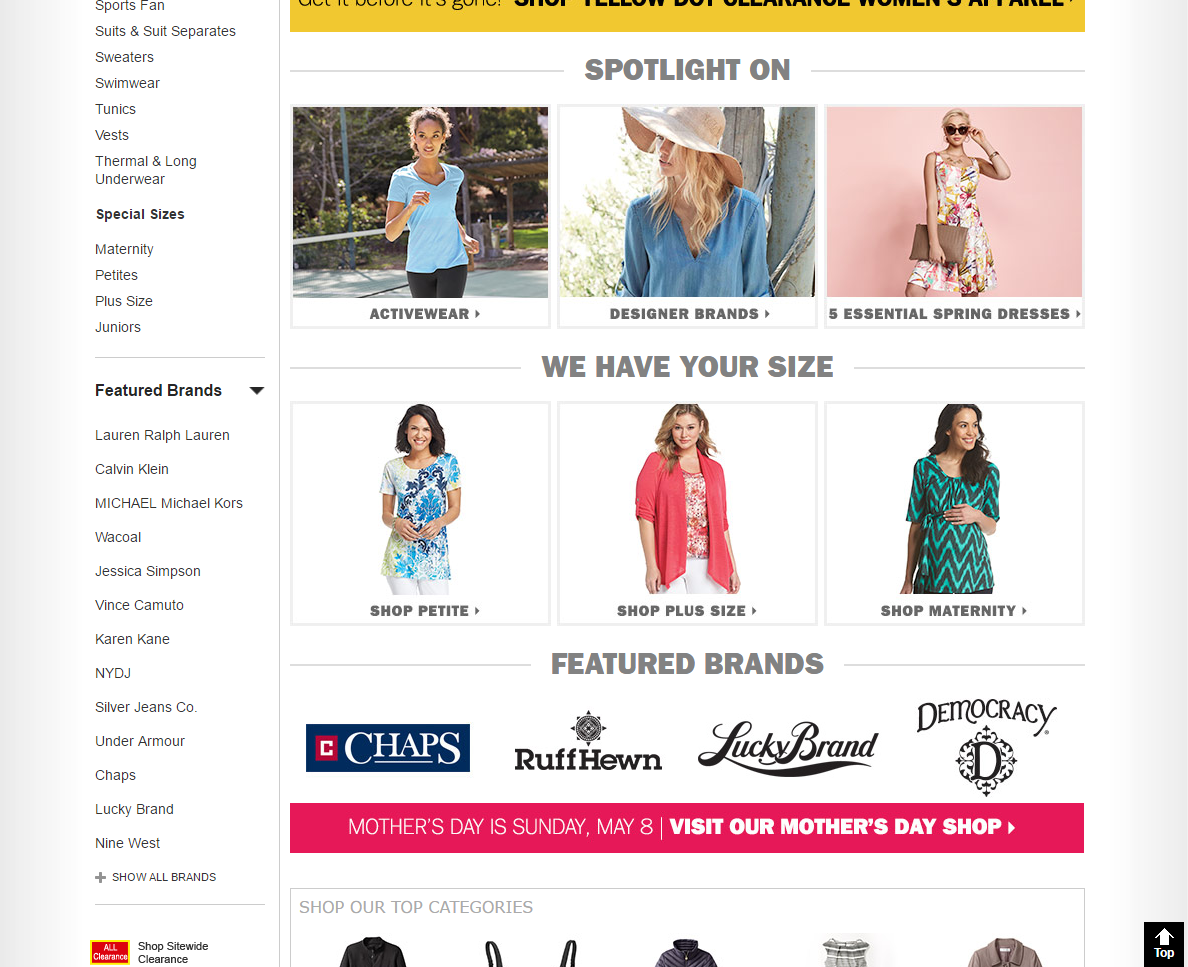 Sports Fan
Suits & Suit Separates
Sweaters
Swimwear
Tunics
Vests
Thermal & Long
Underwear
Special Sizes
Maternity
Petites
Plus Size
Juniors
Featured Brands
Lauren Ralph Lauren
Calvin Klein
MICHAEL Michael Kors
Wacoal
Jessica Simpson
Vince Camuto
Karen Kane
NYDJ
Silver Jeans Co.
Under Armour
Chaps
Lucky Brand
Nine West
SHOW ALL BRANDS
ALL
Clearance
Shop Sitewide
Clearance
Get it before it's gone! SHOP YELLOW DOT CLEARANCE WOMEN'S APPAREL
SPOTLIGHT ON
ACTIVEWEAR
DESIGNER BRANDS
5 ESSENTIAL SPRING DRESSES
WE HAVE YOUR SIZE
SHOP PETITE
SHOP PLUS SIZE
SHOP MATERNITY
FEATURED BRANDS
C CHAPS
RuffHewn
Lucky Brand
DEMOCRACY
D
MOTHER'S DAY IS SUNDAY, MAY 8 | VISIT OUR MOTHER'S DAY SHOP
SHOP OUR TOP CATEGORIES
Top